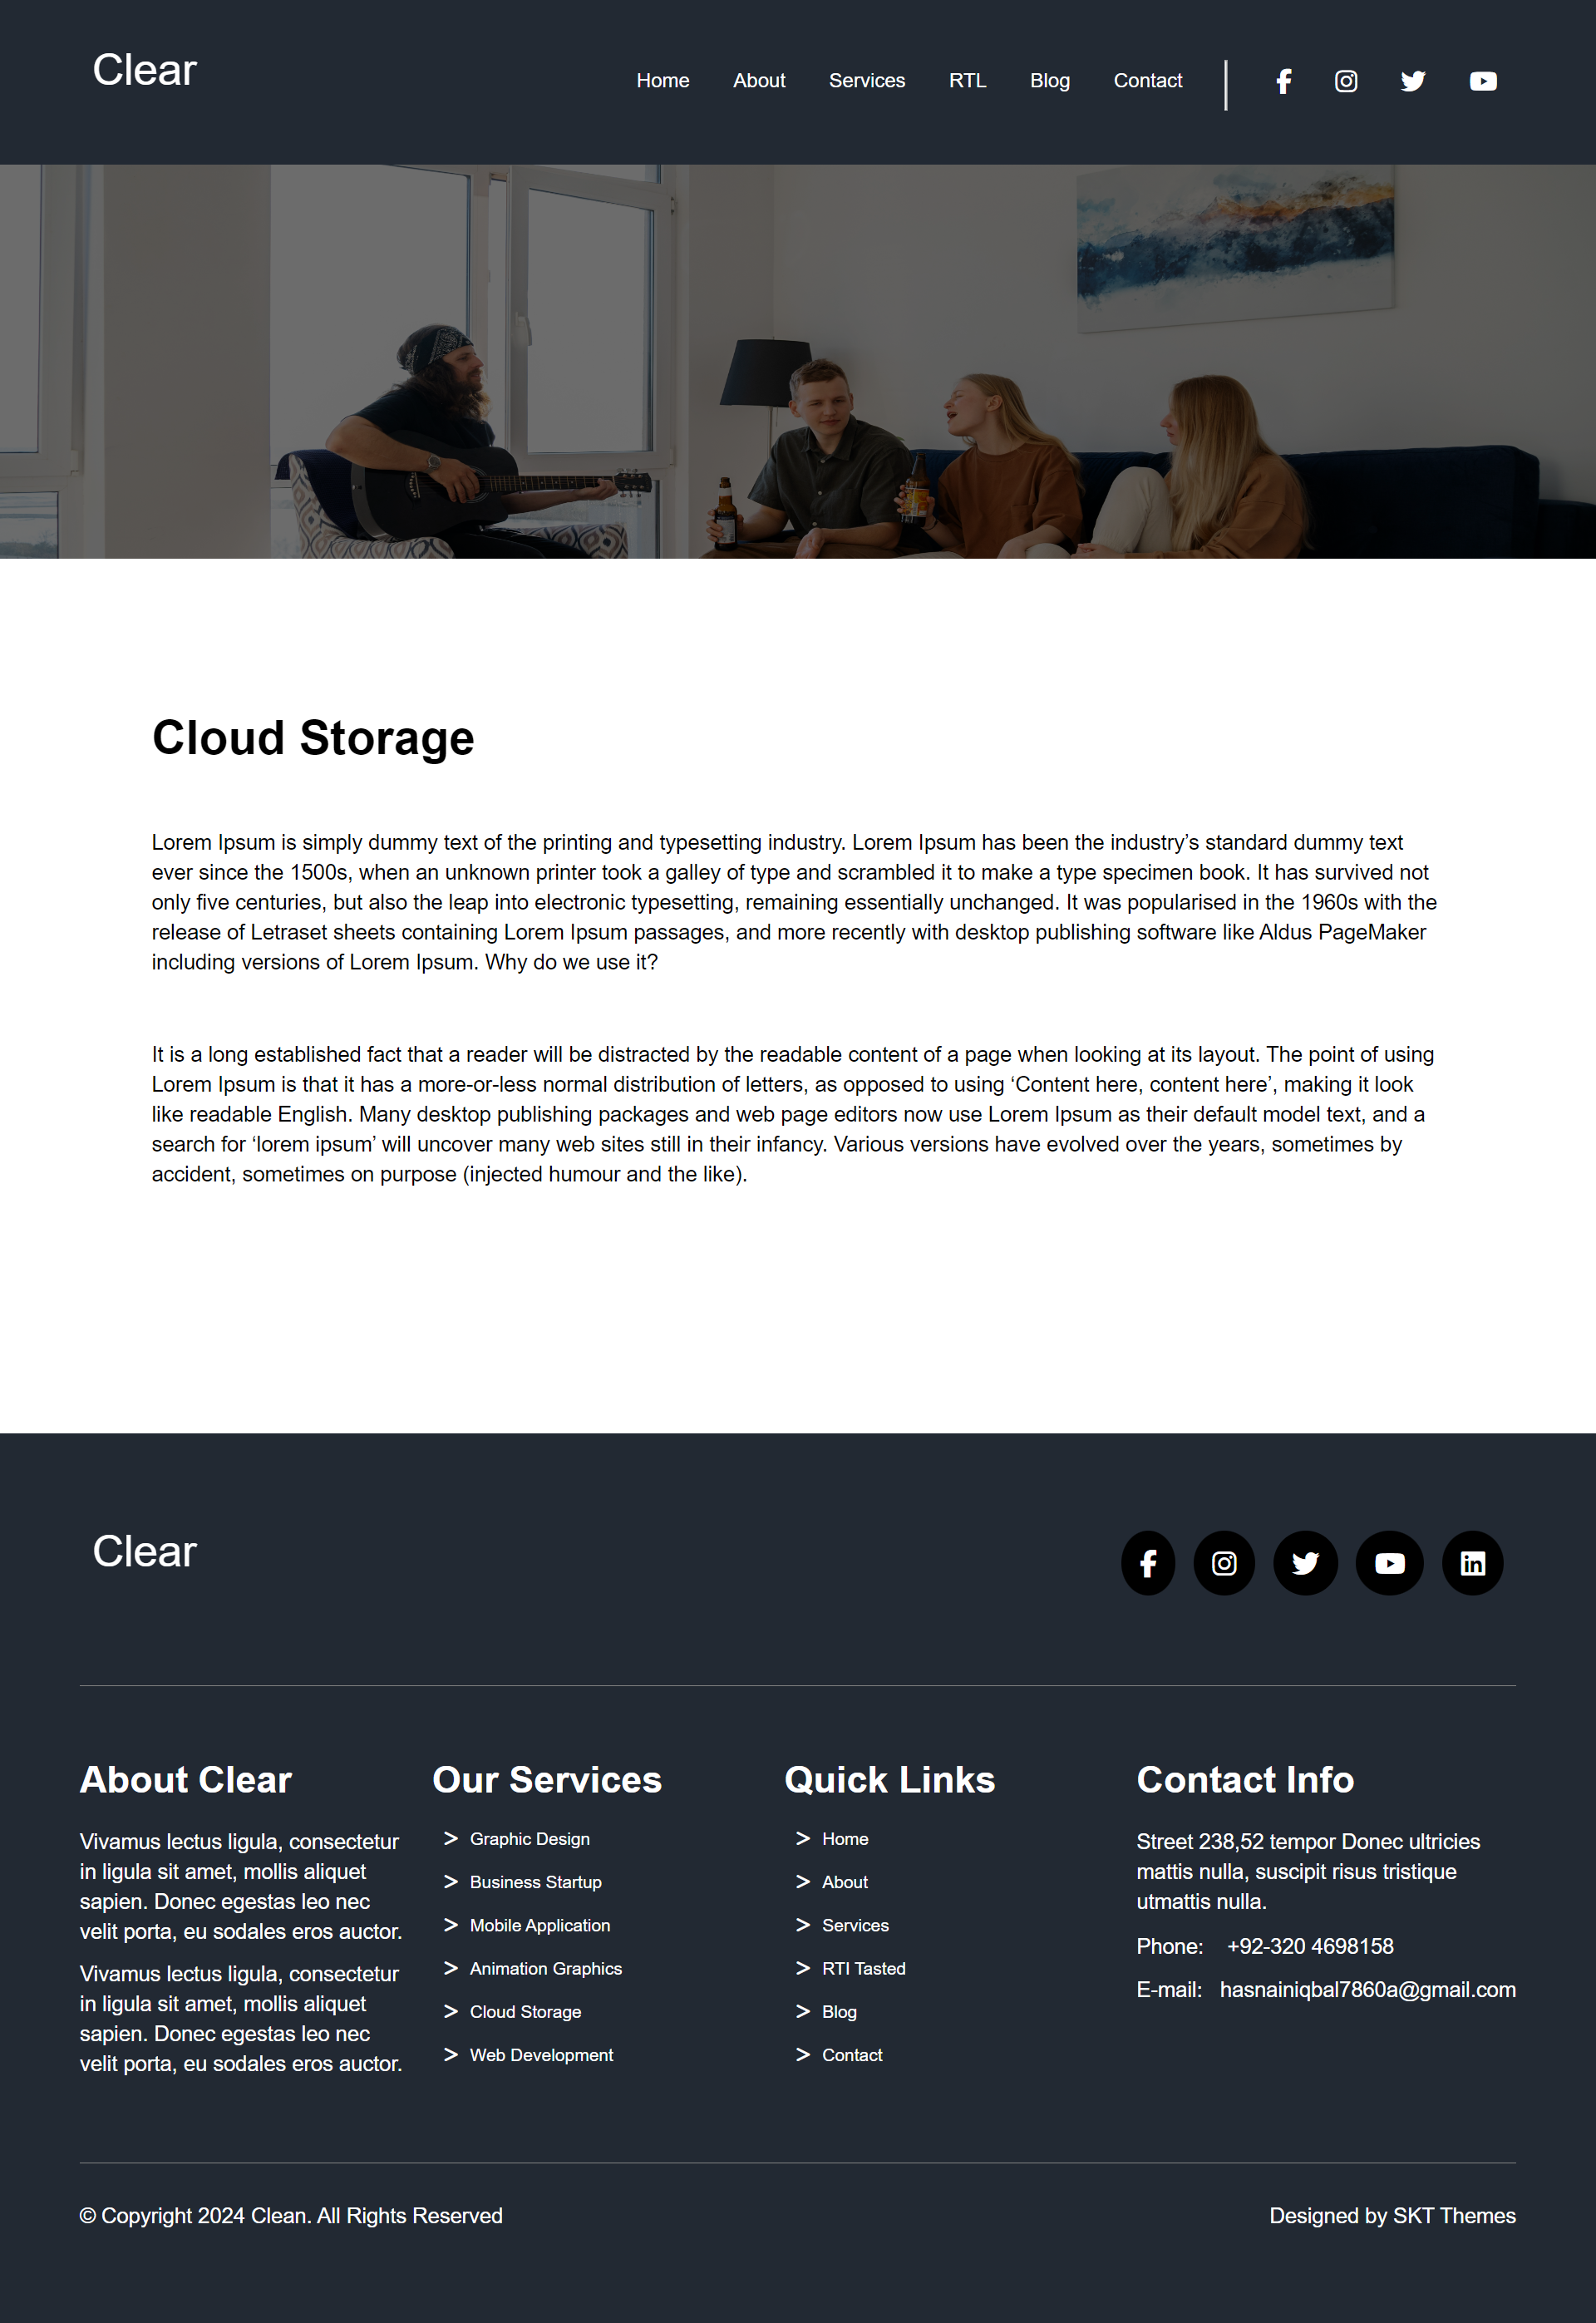 Clear
Home About Services RTL Blog Contact
Cloud Storage
Lorem Ipsum is simply dummy text of the printing and typesetting industry. Lorem Ipsum has been the industry’s standard dummy text
ever since the 1500s, when an unknown printer took a galley of type and scrambled it to make a type specimen book. It has survived not
only five centuries, but also the leap into electronic typesetting, remaining essentially unchanged. It was popularised in the 1960s with the
release of Letraset sheets containing Lorem Ipsum passages, and more recently with desktop publishing software like Aldus PageMaker
including versions of Lorem Ipsum. Why do we use it?
It is a long established fact that a reader will be distracted by the readable content of a page when looking at its layout. The point of using
Lorem Ipsum is that it has a more-or-less normal distribution of letters, as opposed to using ‘Content here, content here’, making it look
like readable English. Many desktop publishing packages and web page editors now use Lorem Ipsum as their default model text, and a
search for ‘lorem ipsum’ will uncover many web sites still in their infancy. Various versions have evolved over the years, sometimes by
accident, sometimes on purpose (injected humour and the like).
Clear
About Clear
Vivamus lectus ligula, consectetur
in ligula sit amet, mollis aliquet
sapien. Donec egestas leo nec
velit porta, eu sodales eros auctor.
Vivamus lectus ligula, consectetur
in ligula sit amet, mollis aliquet
sapien. Donec egestas leo nec
velit porta, eu sodales eros auctor.
Our Services
> Graphic Design
> Business Startup
> Mobile Application
> Animation Graphics
> Cloud Storage
> Web Development
Quick Links
> Home
> About
> Services
> RTI Tasted
> Blog
> Contact
Contact Info
Street 238,52 tempor Donec ultricies
mattis nulla, suscipit risus tristique
utmattis nulla.
Phone: +92-320 4698158
E-mail: hasnainiqbal7860a@gmail.com
© Copyright 2024 Clean. All Rights Reserved
Designed by SKT Themes